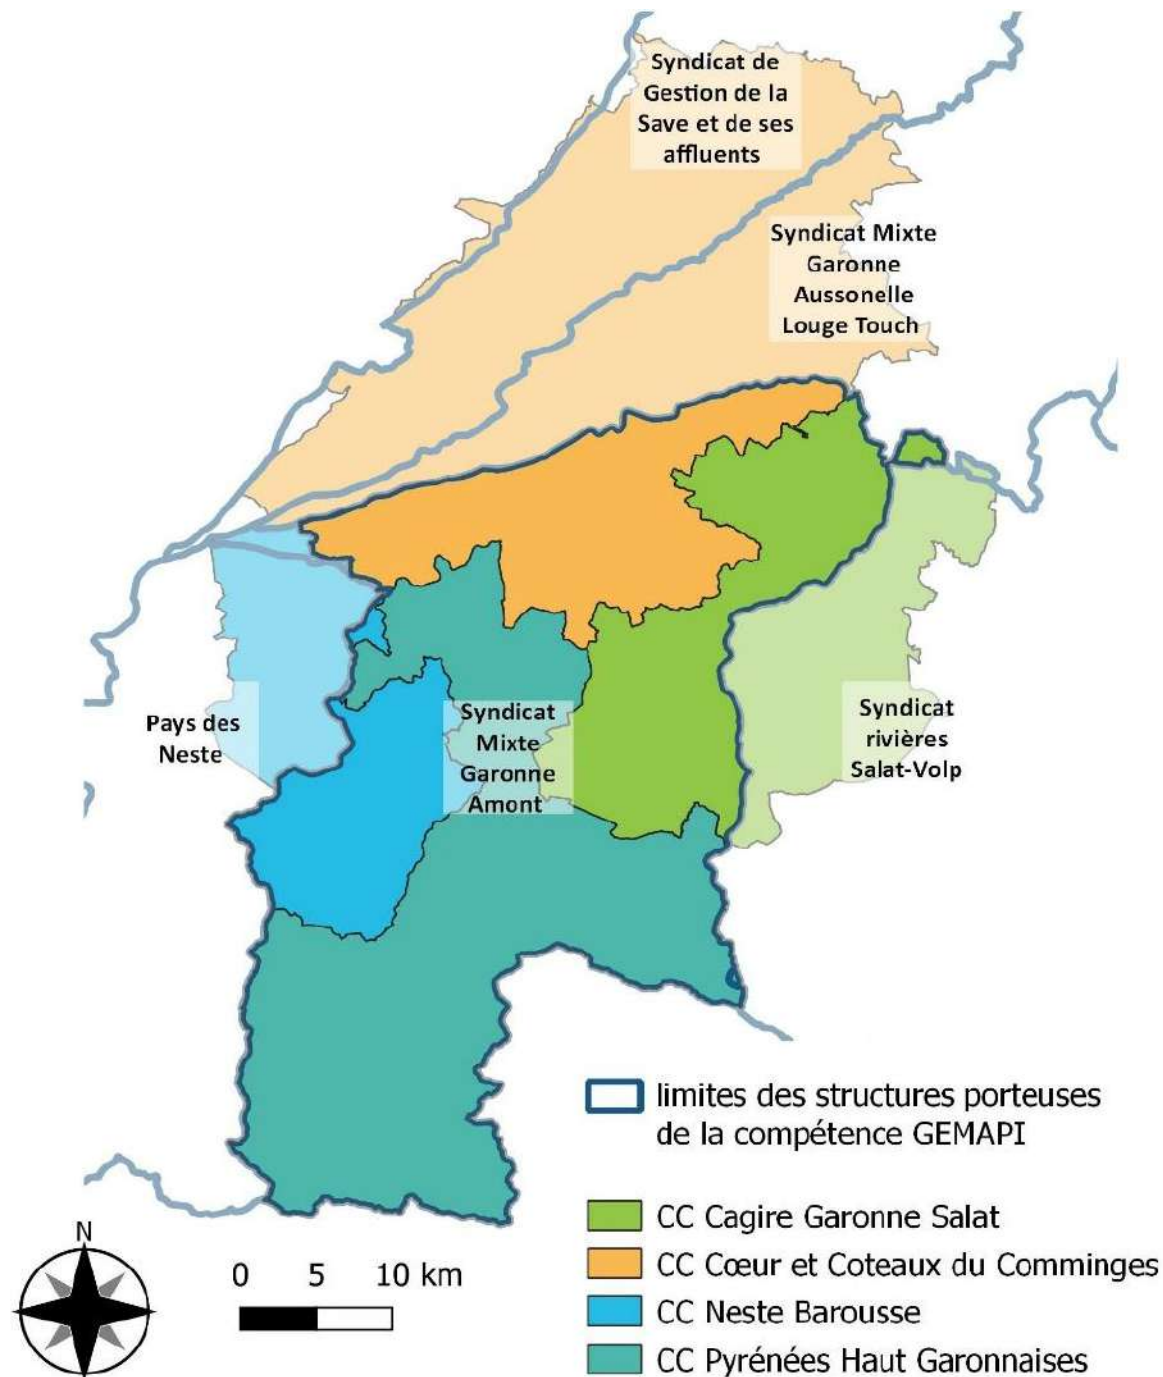 Syndicat de
Gestion de la
Save et de ses
affluents
Syndicat Mixte
Garonne
Aussonelle
Louge Touch
Pays des
Neste
Syndicat
Mixte
Garonne
Amont
Syndicat
rivières
Salat-Volp
limites des structures porteuses
de la compétence GEMAPI
CC Cagire Garonne Salat
CC Cœur et Coteaux du Comminges
CC Neste Barousse
CC Pyrénées Haut Garonnaises
N
0 5 10 km